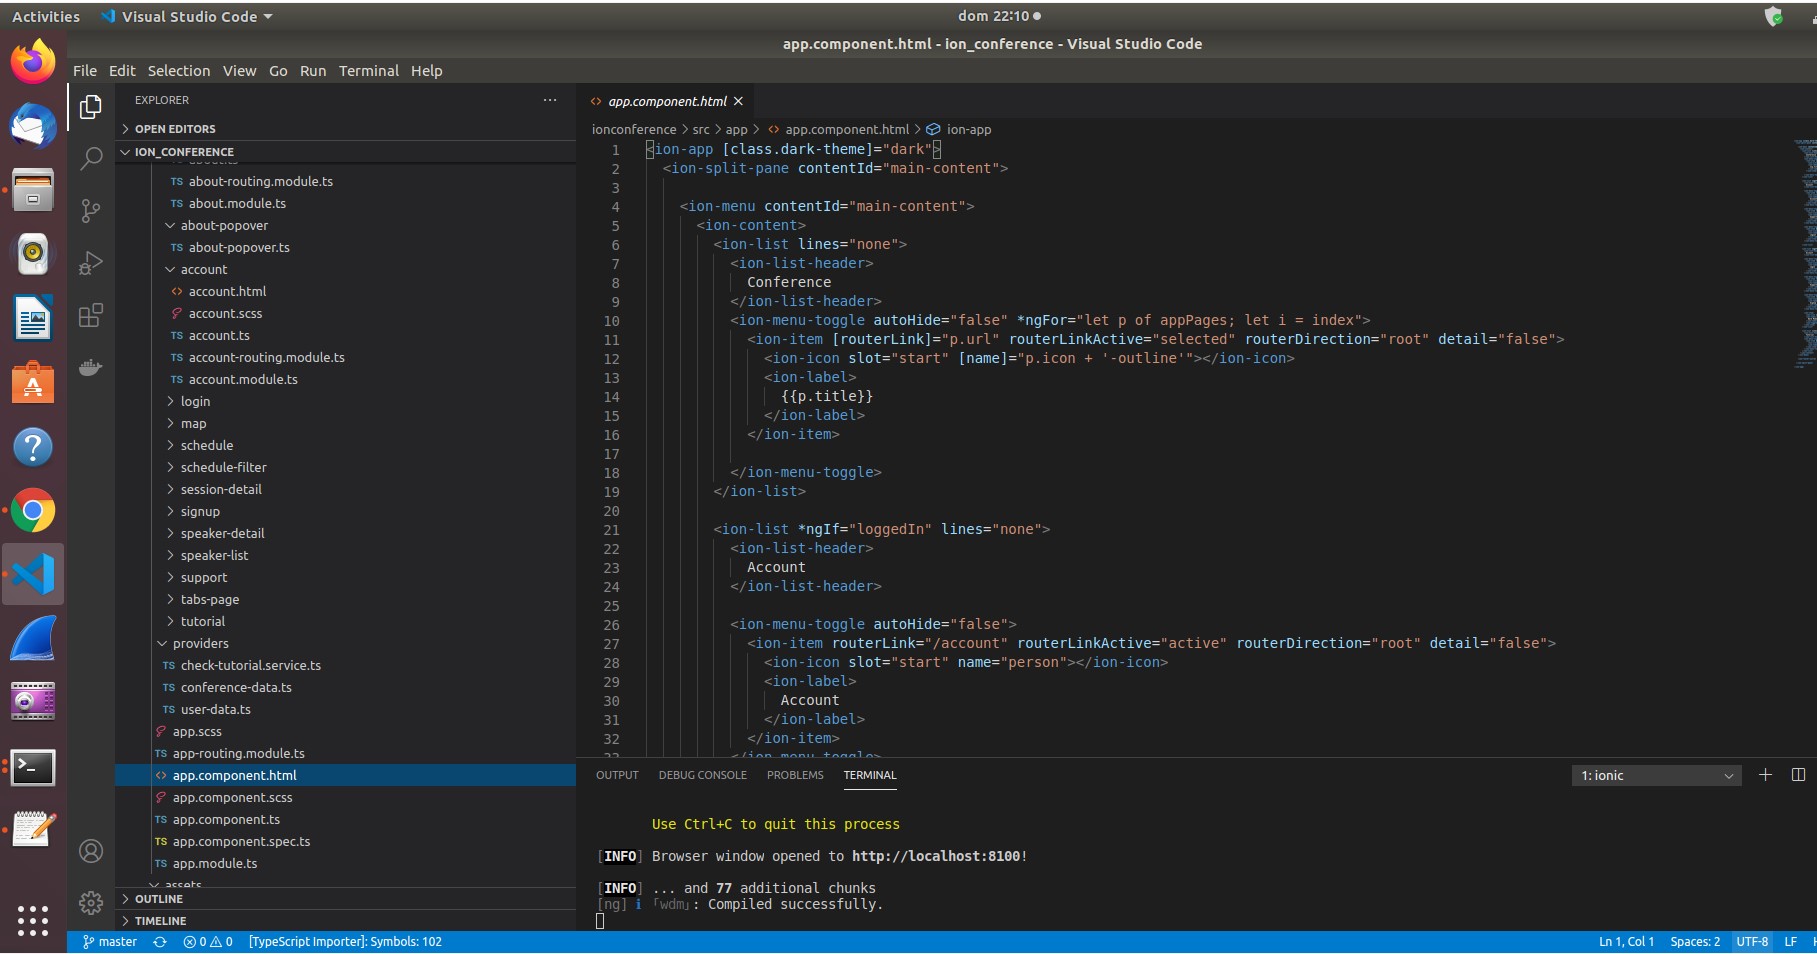 Activities Visual Studio Code dom 22:10
app.component.html - ion_conference - Visual Studio Code
File Edit Selection View Go Run Terminal Help
EXPLORER
OPEN EDITORS
ION_CONFERENCE
about-routing.module.ts
about.module.ts
about-popover
about-popover.ts
account
account.html
account.scss
account.ts
account-routing.module.ts
account.module.ts
login
map
schedule
schedule-filter
session-detail
signup
speaker-detail
speaker-list
support
tabs-page
tutorial
providers
check-tutorial.service.ts
conference-data.ts
user-data.ts
app.scss
app-routing.module.ts
app.component.html
app.component.scss
app.component.ts
app.component.spec.ts
app.module.ts
assets
OUTLINE
TIMELINE
app.component.html
ionconference > src > app > app.component.html > ion-app
1 <ion-app [class.dark-theme]="dark">
2 <ion-split-pane contentId="main-content">
3
4 <ion-menu contentId="main-content">
5 <ion-content>
6 <ion-list lines="none">
7 <ion-list-header>
8 Conference
9 </ion-list-header>
10 <ion-menu-toggle autoHide="false" *ngFor="let p of appPages; let i = index">
11 <ion-item [routerLink]="p.url" routerLinkActive="selected" routerDirection="root" detail="false">
12 <ion-icon slot="start" [name]="p.icon + '-outline'"></ion-icon>
13 <ion-label>
14 {{p.title}}
15 </ion-label>
16 </ion-item>
17
18 </ion-menu-toggle>
19 </ion-list>
20
21 <ion-list *ngIf="loggedIn" lines="none">
22 <ion-list-header>
23 Account
24 </ion-list-header>
25
26 <ion-menu-toggle autoHide="false">
27 <ion-item routerLink="/account" routerLinkActive="active" routerDirection="root" detail="false">
28 <ion-icon slot="start" name="person"></ion-icon>
29 <ion-label>
30 Account
31 </ion-label>
32 </ion-item>
33 </ion-menu-toggle>
OUTPUT DEBUG CONSOLE PROBLEMS TERMINAL 1: ionic
Use Ctrl+C to quit this process
[INFO] Browser window opened to http://localhost:8100!
[INFO] ... and 77 additional chunks
[ng] ℹ ｢wdm｣: Compiled successfully.
master 0 0 [TypeScript Importer]: Symbols: 102 Ln 1, Col 1 Spaces: 2 UTF-8 LF